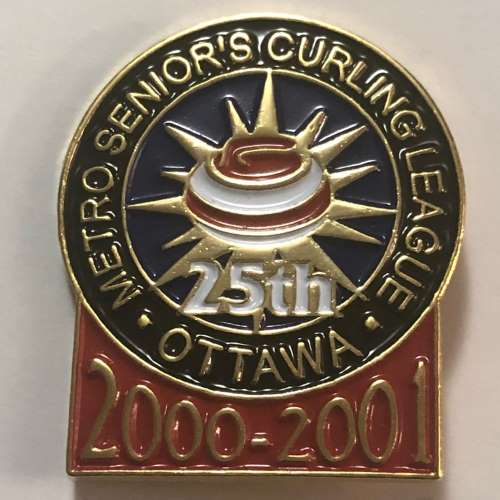 METRO SENIOR'S CURLING LEAGUE
25th
• OTTAWA •
2000-2001